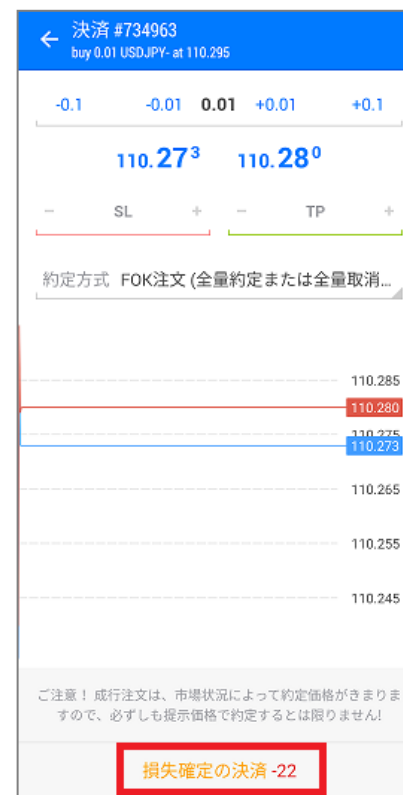 決済 #734963
buy 0.01 USDJPY- at 110.295
-0.1 -0.01 0.01 +0.01 +0.1
110.273 110.280
− SL + − TP +
約定方式 FOK注文 (全量約定または全量取消...
110.285
110.280
110.275
110.273
110.265
110.255
110.245
ご注意！ 成行注文は、市場状況によって約定価格がきまりま
すので、必ずしも提示価格で約定するとは限りません!
損失確定の決済 -22